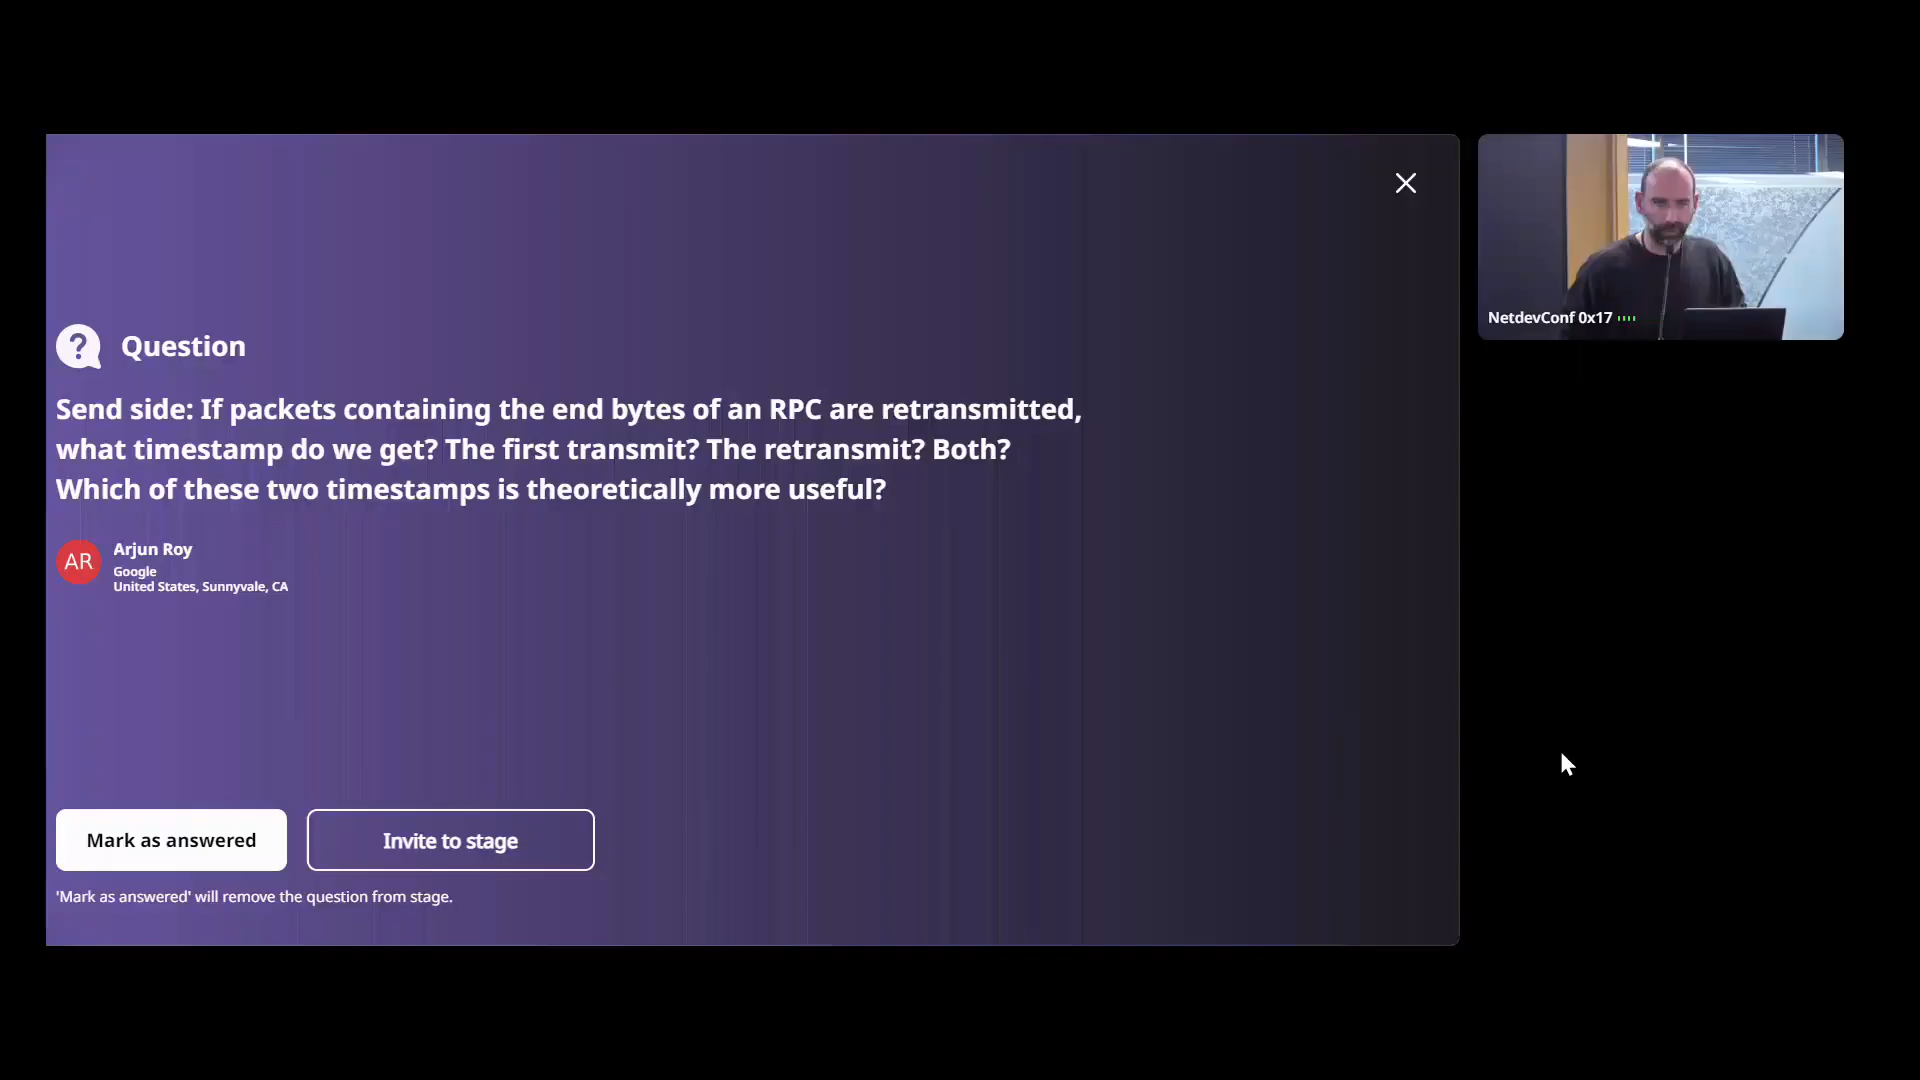 Question
Send side: If packets containing the end bytes of an RPC are retransmitted,
what timestamp do we get? The first transmit? The retransmit? Both?
Which of these two timestamps is theoretically more useful?
AR
Arjun Roy
Google
United States, Sunnyvale, CA
Mark as answered
Invite to stage
'Mark as answered' will remove the question from stage.
NetdevConf 0x17